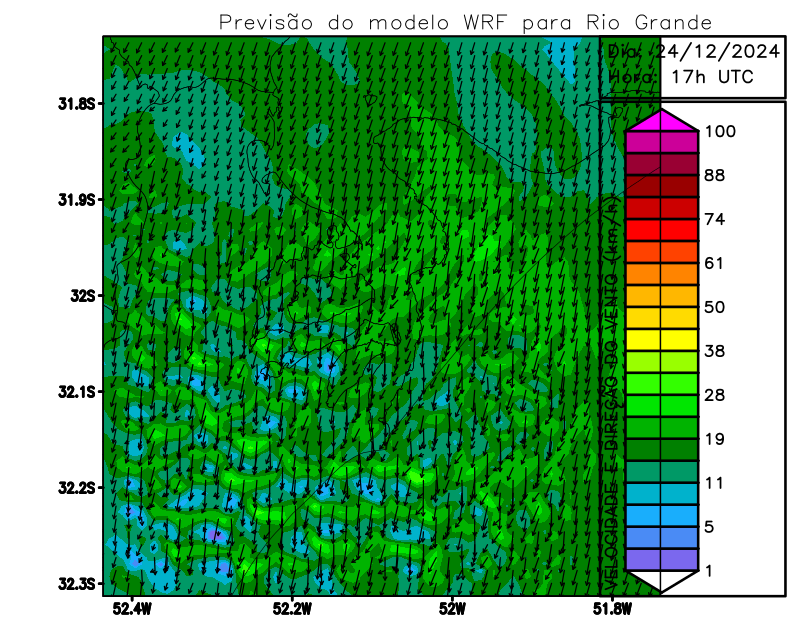 Previsão do modelo WRF para Rio Grande
Dia: 24/12/2024
Hora: 17h UTC
31.8S
31.9S
32S
32.1S
32.2S
32.3S
52.4W
52.2W
52W
51.8W
VELOCIDADE E DIREÇÃO DO VENTO (km/h)
100
88
74
61
50
38
28
19
11
5
1